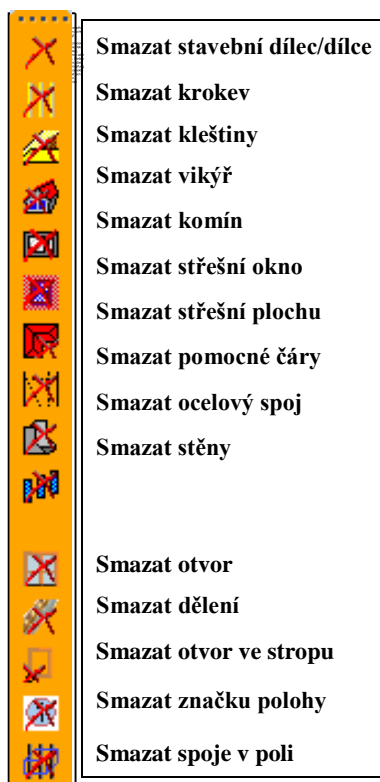 Smazat stavební dílec/dílce
Smazat krokev
Smazat kleštiny
Smazat vikýř
Smazat komín
Smazat střešní okno
Smazat střešní plochu
Smazat pomocné čáry
Smazat ocelový spoj
Smazat stěny
Smazat otvor
Smazat dělení
Smazat otvor ve stropu
Smazat značku polohy
Smazat spoje v poli